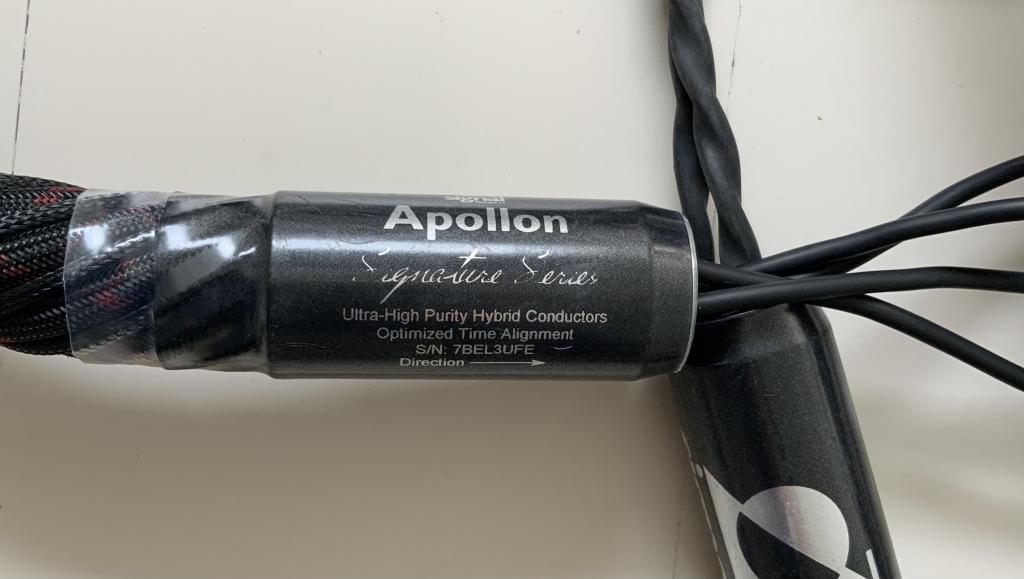 Apollon
Signature Series
Ultra-High Purity Hybrid Conductors
Optimized Time Alignment
S/N: 7BEL3UFE
Direction